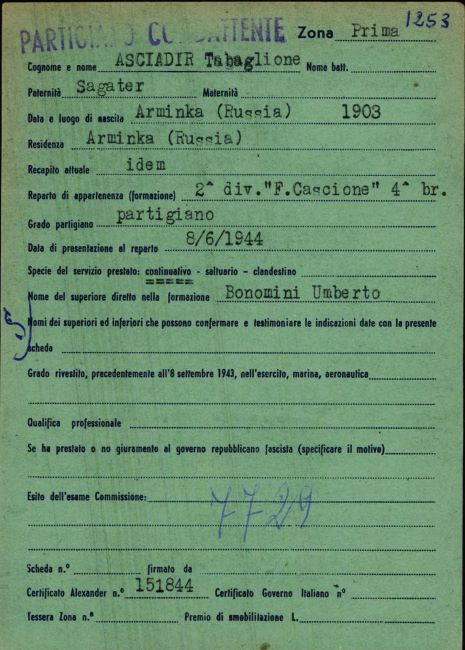 1253
PARTIGIANO COMBATTENTE Zona Prima
Cognome e nome ASCIADIR Tabaglione Nome batt.
Paternità Sagater Maternità
Data e luogo di nascita Arminka (Russia) 1903
Residenza Arminka (Russia)
Recapito attuale idem
Reparto di appartenenza (formazione) 2^ div."F.Cascione" 4^ br.
Grado partigiano partigiano
Data di presentazione al reparto 8/6/1944
Specie del servizio prestato: continuativo - saltuario - clandestino
Nome del superiore diretto nella formazione Bonomini Umberto
Nomi dei superiori ed inferiori che possono confermare e testimoniare le indicazioni date con la presente
scheda
Grado rivestito, precedentemente all'8 settembre 1943, nell'esercito, marina, aeronautica
Qualifica professionale
Se ha prestato o no giuramento al governo repubblicano fascista (specificare il motivo)
Esito dell'esame Commissione:
7729
Scheda n.° firmato da
Certificato Alexander n.° 151844 Certificato Governo Italiano n°
Tessera Zona n.° Premio di smobilitazione L.